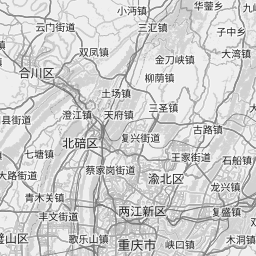 小沔镇
华蓥乡
九
云门街道
三汇镇
子中乡
双凤镇
金刀峡镇
大湾镇
合川区
柳荫镇
土场镇
三圣镇
澄江镇
天府镇
县街道
古路镇
北碚区
复兴街道
七塘镇
王家街道
石船镇
大路街道
蔡家岗街道
渝北区
龙兴镇
青木关镇
丰文街道
两江新区
复盛镇
璧山区
歌乐山镇
重庆市
峡口镇
木洞镇